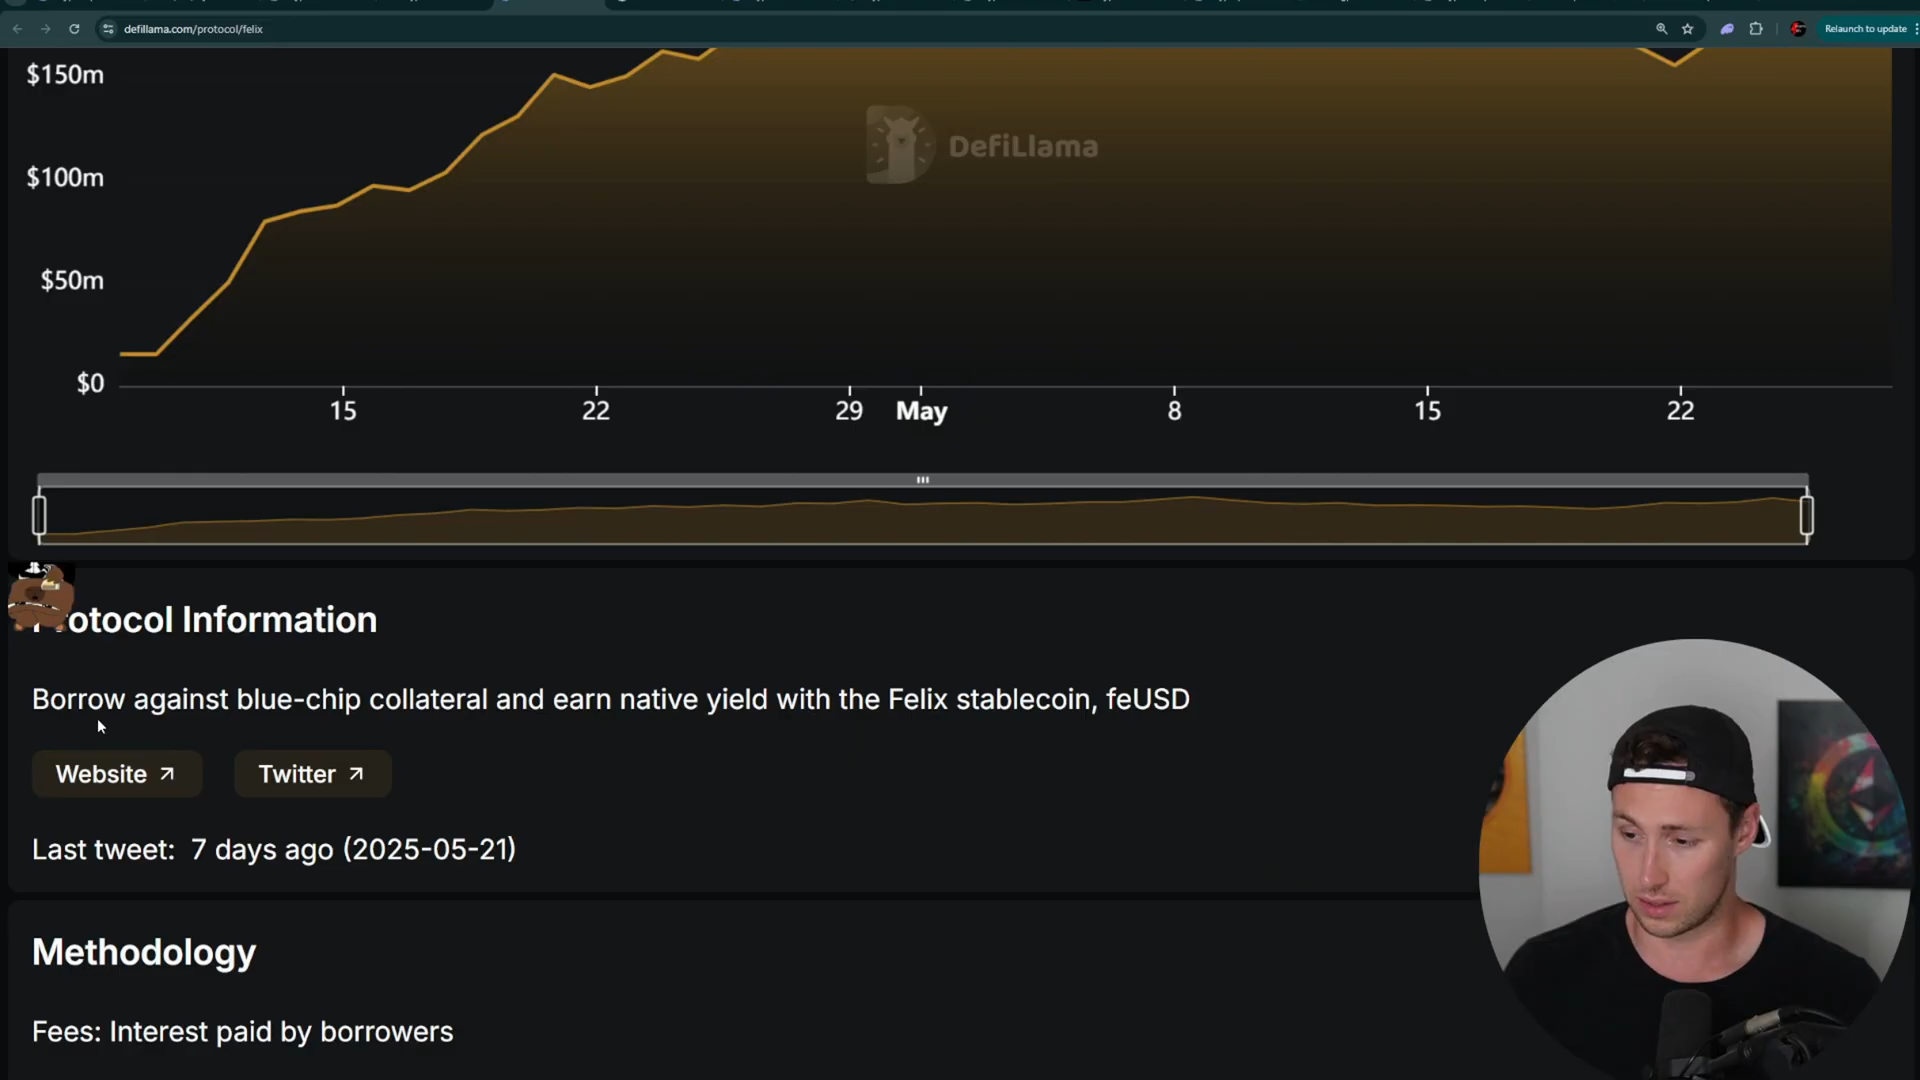 defillama.com/protocol/felix
Relaunch to update
$150m
DefiLlama
$100m
$50m
$0
15 22 29 May 8 15 22
Protocol Information
Borrow against blue-chip collateral and earn native yield with the Felix stablecoin, feUSD
Website Twitter
Last tweet: 7 days ago (2025-05-21)
Methodology
Fees: Interest paid by borrowers